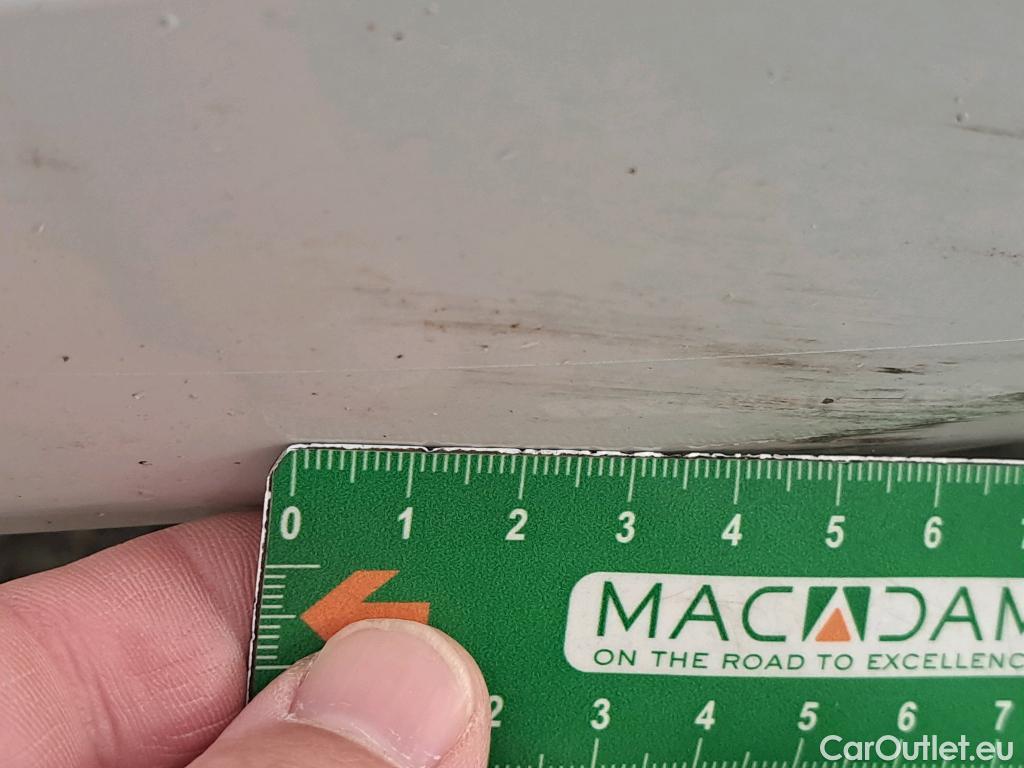 0 1 2 3 4 5 6
MACADAM
ON THE ROAD TO EXCELLENC
2 3 4 5 6 7
CarOutlet.eu